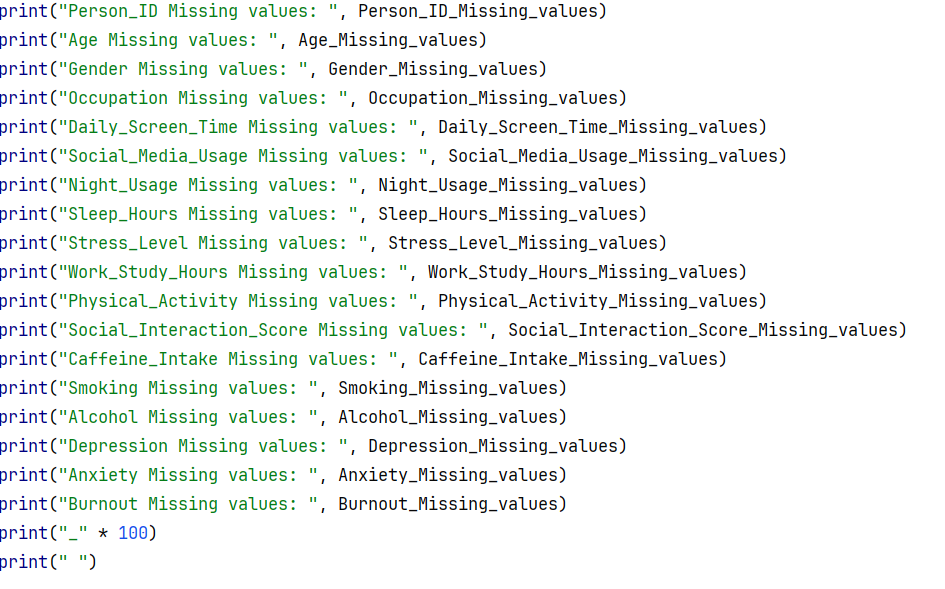 print("Person_ID Missing values: ", Person_ID_Missing_values)
print("Age Missing values: ", Age_Missing_values)
print("Gender Missing values: ", Gender_Missing_values)
print("Occupation Missing values: ", Occupation_Missing_values)
print("Daily_Screen_Time Missing values: ", Daily_Screen_Time_Missing_values)
print("Social_Media_Usage Missing values: ", Social_Media_Usage_Missing_values)
print("Night_Usage Missing values: ", Night_Usage_Missing_values)
print("Sleep_Hours Missing values: ", Sleep_Hours_Missing_values)
print("Stress_Level Missing values: ", Stress_Level_Missing_values)
print("Work_Study_Hours Missing values: ", Work_Study_Hours_Missing_values)
print("Physical_Activity Missing values: ", Physical_Activity_Missing_values)
print("Social_Interaction_Score Missing values: ", Social_Interaction_Score_Missing_values)
print("Caffeine_Intake Missing values: ", Caffeine_Intake_Missing_values)
print("Smoking Missing values: ", Smoking_Missing_values)
print("Alcohol Missing values: ", Alcohol_Missing_values)
print("Depression Missing values: ", Depression_Missing_values)
print("Anxiety Missing values: ", Anxiety_Missing_values)
print("Burnout Missing values: ", Burnout_Missing_values)
print("_" * 100)
print(" ")